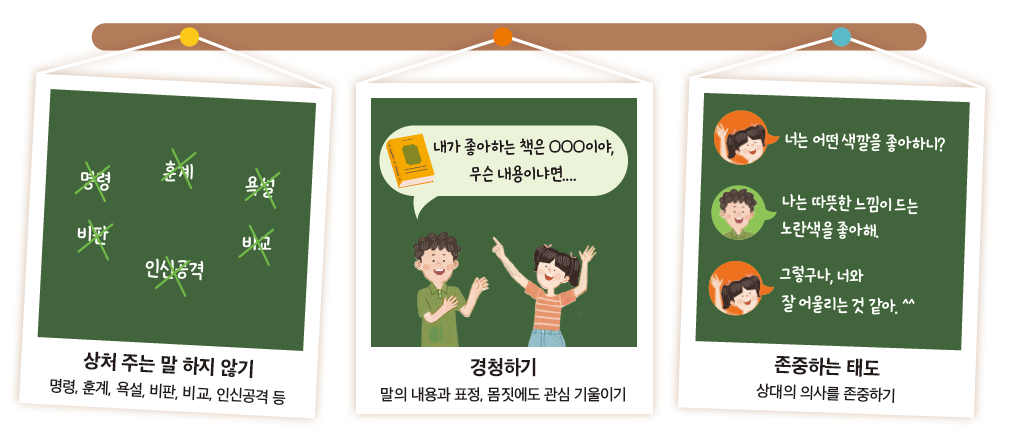 명령
훈계
욕설
비판
비교
인신공격
상처 주는 말 하지 않기
명령, 훈계, 욕설, 비판, 비교, 인신공격 등
내가 좋아하는 책은 OOO이야,
무슨 내용이냐면....
경청하기
말의 내용과 표정, 몸짓에도 관심 기울이기
너는 어떤 색깔을 좋아하니?
나는 따뜻한 느낌이 드는
노란색을 좋아해.
그렇구나, 너와
잘 어울리는 것 같아. ^^
존중하는 태도
상대의 의사를 존중하기